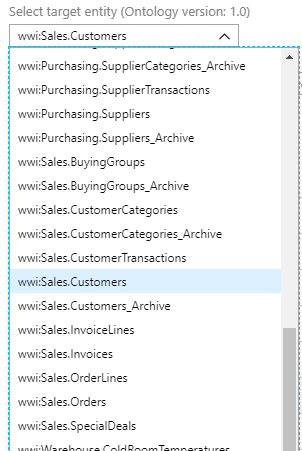 Select target entity (Ontology version: 1.0)
wwi:Sales.Customers
wwi:Purchasing.SupplierCategories_Archive
wwi:Purchasing.SupplierTransactions
wwi:Purchasing.Suppliers
wwi:Purchasing.Suppliers_Archive
wwi:Sales.BuyingGroups
wwi:Sales.BuyingGroups_Archive
wwi:Sales.CustomerCategories
wwi:Sales.CustomerCategories_Archive
wwi:Sales.CustomerTransactions
wwi:Sales.Customers
wwi:Sales.Customers_Archive
wwi:Sales.InvoiceLines
wwi:Sales.Invoices
wwi:Sales.OrderLines
wwi:Sales.Orders
wwi:Sales.SpecialDeals
wwi:Warehouse.ColdRoomTemperatures